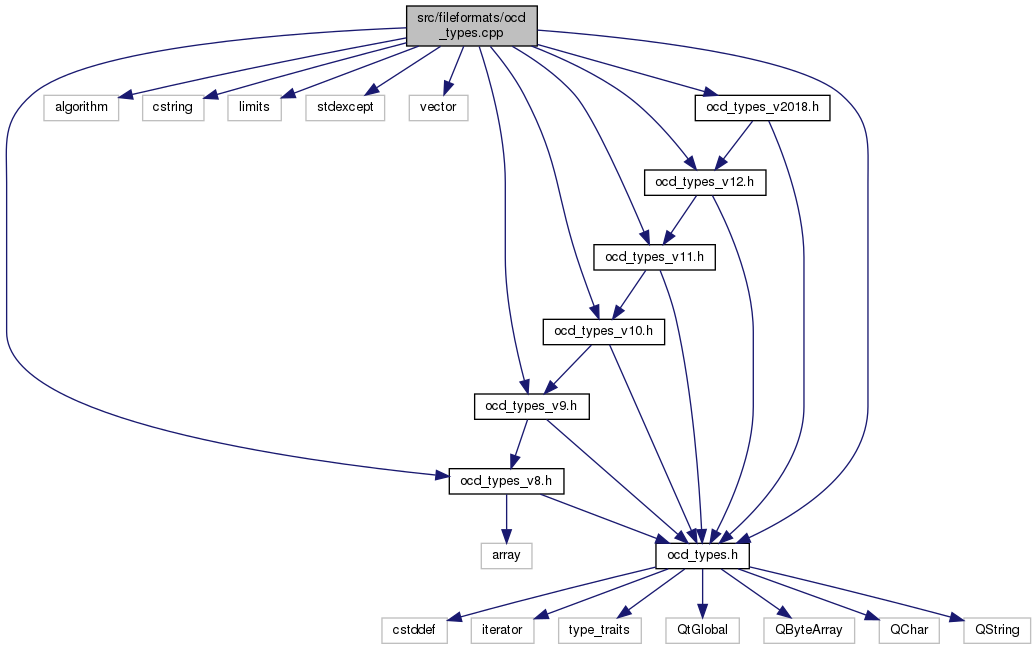 src/fileformats/ocd
_types.cpp
algorithm
cstring
limits
stdexcept
vector
ocd_types_v2018.h
ocd_types_v12.h
ocd_types_v11.h
ocd_types_v10.h
ocd_types_v9.h
ocd_types_v8.h
array
ocd_types.h
cstddef
iterator
type_traits
QtGlobal
QByteArray
QChar
QString